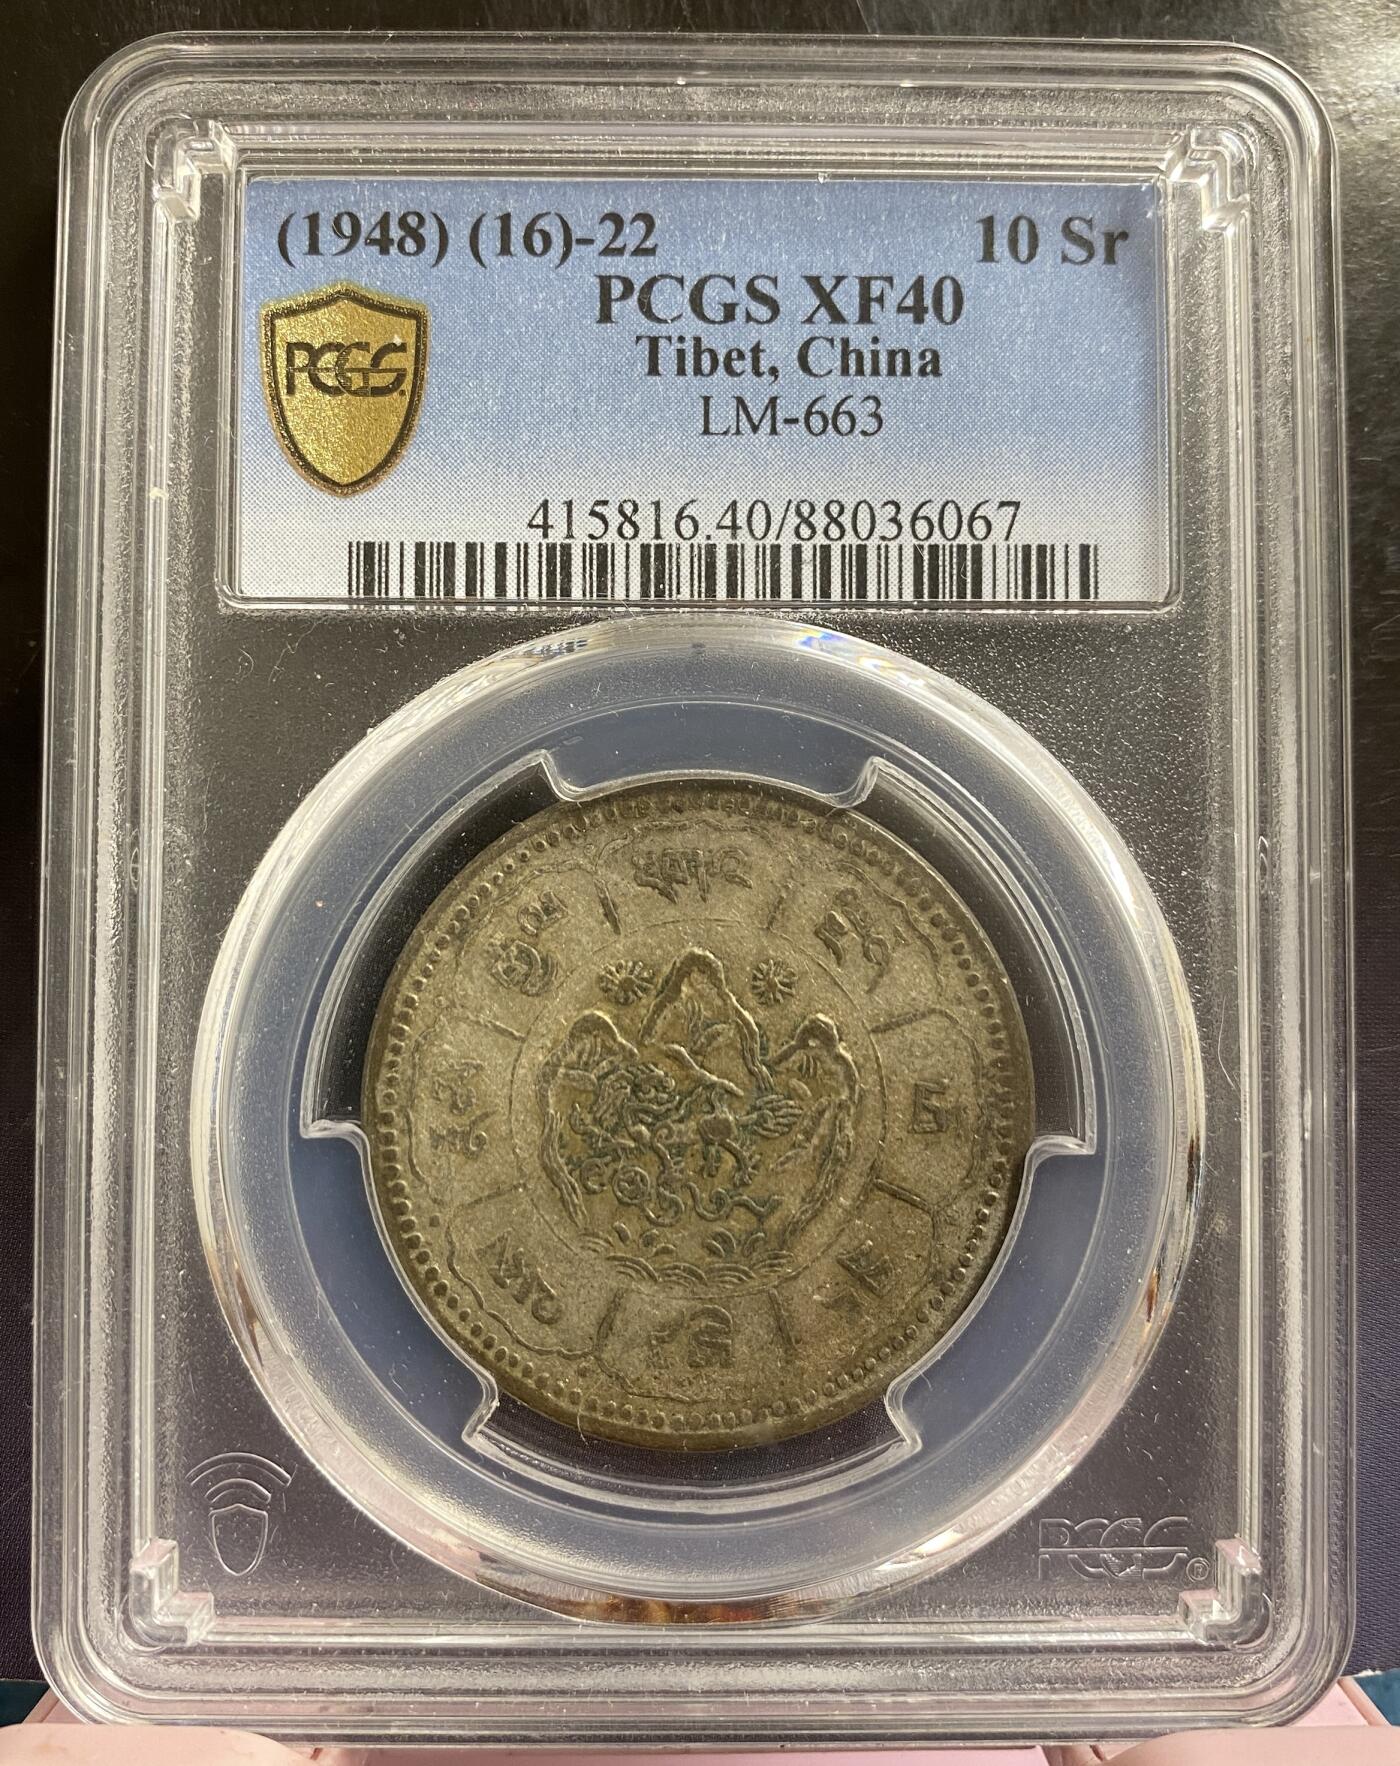 (1948) (16)-22 10 Sr
PCGS XF40
PCGS
Tibet, China
LM-663
415816.40/88036067
PCGS